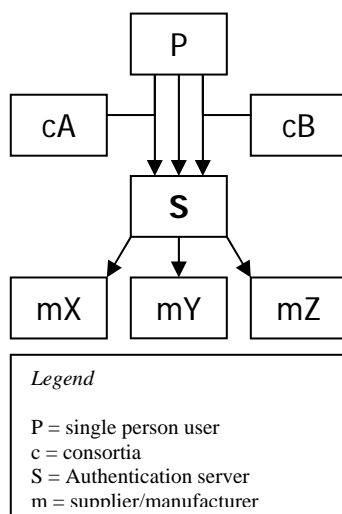 P
cA cB
S
mX mY mZ
Legend
P = single person user
c = consortia
S = Authentication server
m = supplier/manufacturer